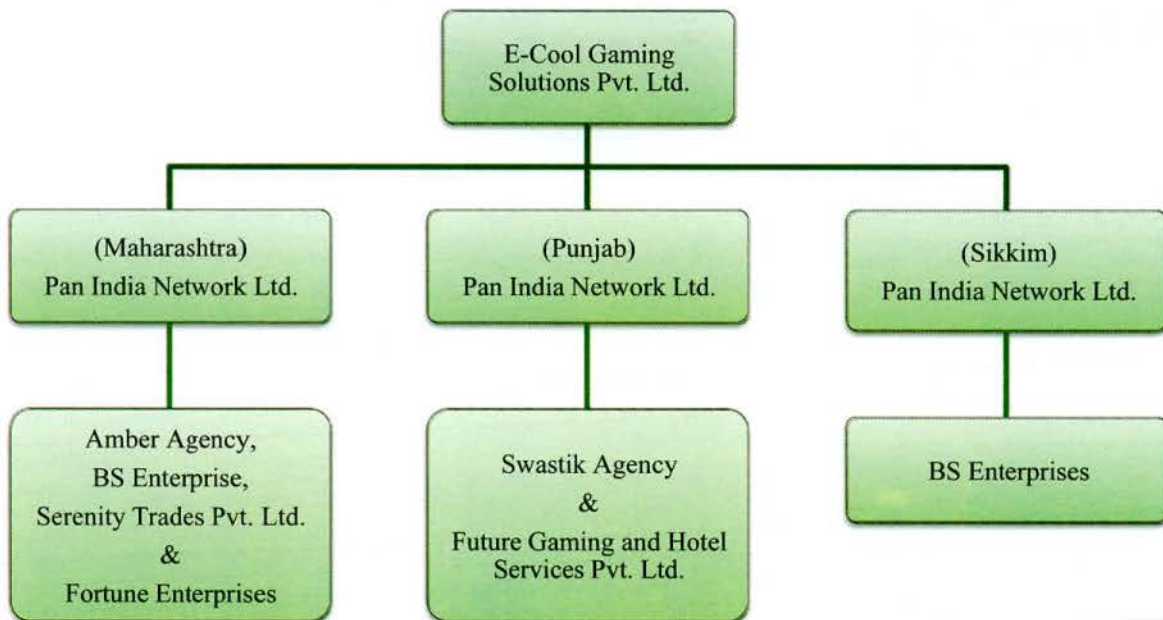 E-Cool Gaming
Solutions Pvt. Ltd.
(Maharashtra)
Pan India Network Ltd.
(Punjab)
Pan India Network Ltd.
(Sikkim)
Pan India Network Ltd.
Amber Agency,
BS Enterprise,
Serenity Trades Pvt. Ltd.
&
Fortune Enterprises
Swastik Agency
&
Future Gaming and Hotel
Services Pvt. Ltd.
BS Enterprises